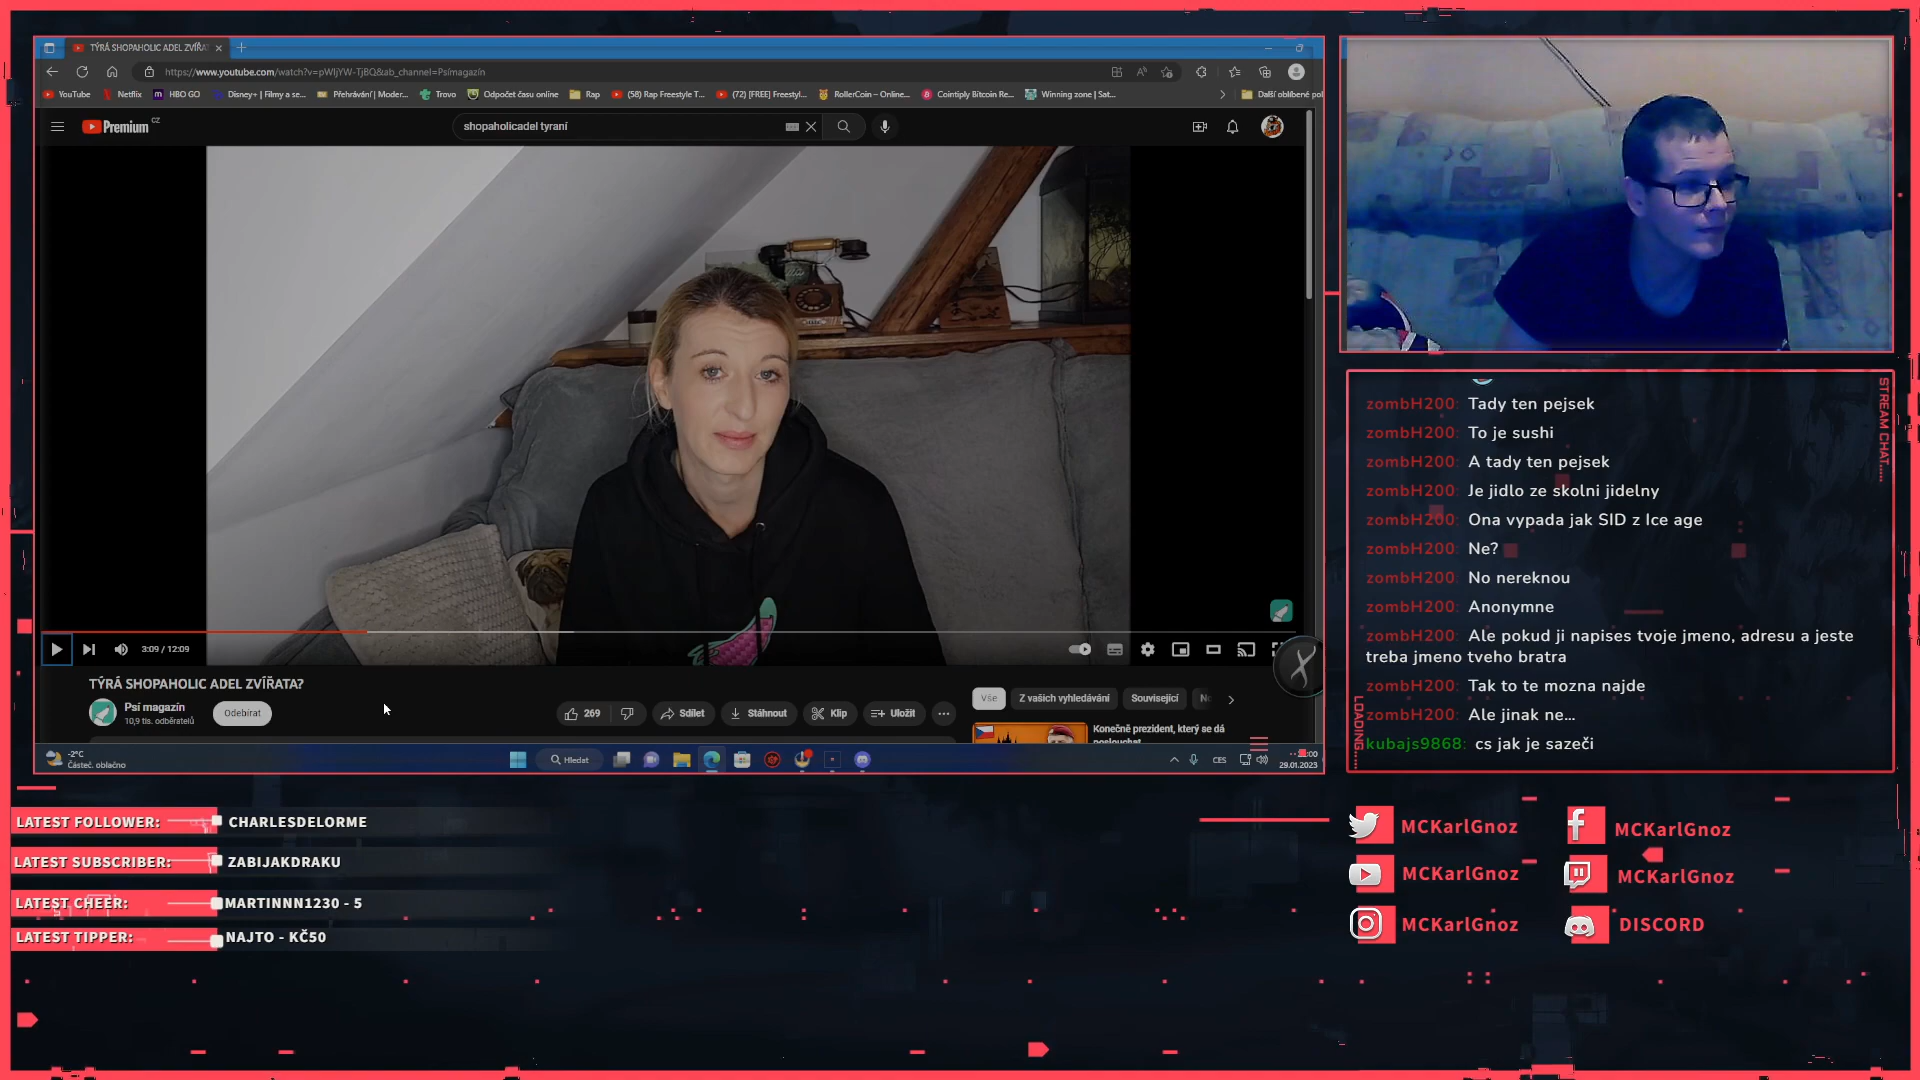 TÝRÁ SHOPAHOLIC ADEL ZVÍŘA
https://www.youtube.com/watch?v=pWIjYW-TjBQ&ab_channel=Psímagazín
YouTube
Netflix
HBO GO
Disney+ | Filmy a se...
Přehrávání | Moder...
Trovo
Odpočet času online
Rap
(58) Rap Freestyle T...
(72) [FREE] Freestyl...
RollerCoin – Online...
Cointiply Bitcoin Re...
Winning zone | Sat...
Další oblíbené pol
Premium CZ
shopaholicadel tyraní
3:09 / 12:09
TÝRÁ SHOPAHOLIC ADEL ZVÍŘATA?
Psí magazín
10,9 tis. odběratelů
Odebírat
269
Sdílet
Stáhnout
Klip
Uložit
Vše
Z vašich vyhledávání
Související
Konečně prezident, který se dá
poslouchat
-2°C
Částeč. oblačno
Hledat
CES
29.01.2023
STREAM CHAT.....
zombH200: Tady ten pejsek
zombH200: To je sushi
zombH200: A tady ten pejsek
zombH200: Je jidlo ze skolni jidelny
zombH200: Ona vypada jak SID z Ice age
zombH200: Ne?
zombH200: No nereknou
zombH200: Anonymne
zombH200: Ale pokud ji napises tvoje jmeno, adresu a jeste
treba jmeno tveho bratra
zombH200: Tak to te mozna najde
zombH200: Ale jinak ne...
kubajs9868: cs jak je sazeči
LOADING.....
LATEST FOLLOWER: CHARLESDELORME
LATEST SUBSCRIBER: ZABIJAKDRAKU
LATEST CHEER: MARTINNN1230 - 5
LATEST TIPPER: NAJTO - KČ50
MCKarlGnoz
MCKarlGnoz
MCKarlGnoz
MCKarlGnoz
MCKarlGnoz
DISCORD